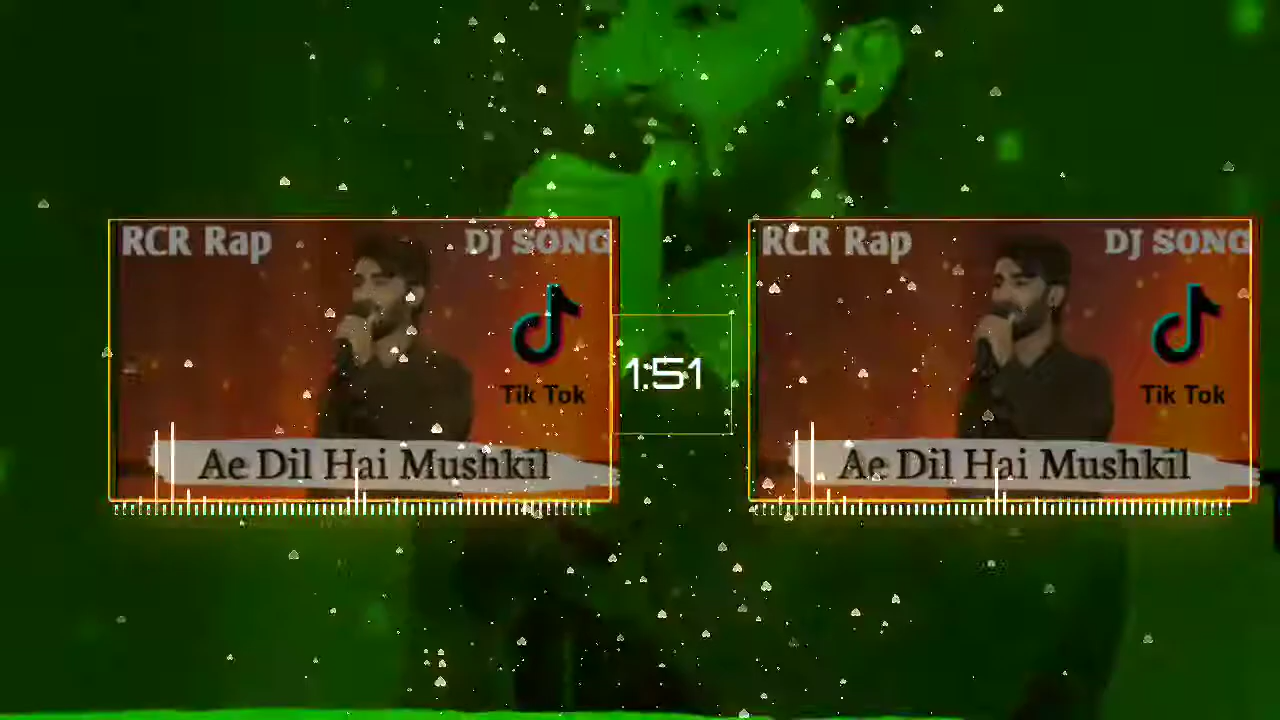 RCR Rap DJ SONG
Tik Tok
Ae Dil Hai Mushkil
1:51
RCR Rap DJ SONG
Tik Tok
Ae Dil Hai Mushkil